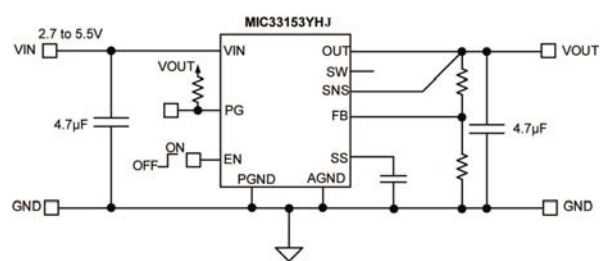 MIC33153YHJ
2.7 to 5.5V
VIN
VIN
OUT
VOUT
VOUT
SW
SNS
PG
FB
4.7µF
4.7µF
ON
OFF
EN
SS
PGND
AGND
GND
GND